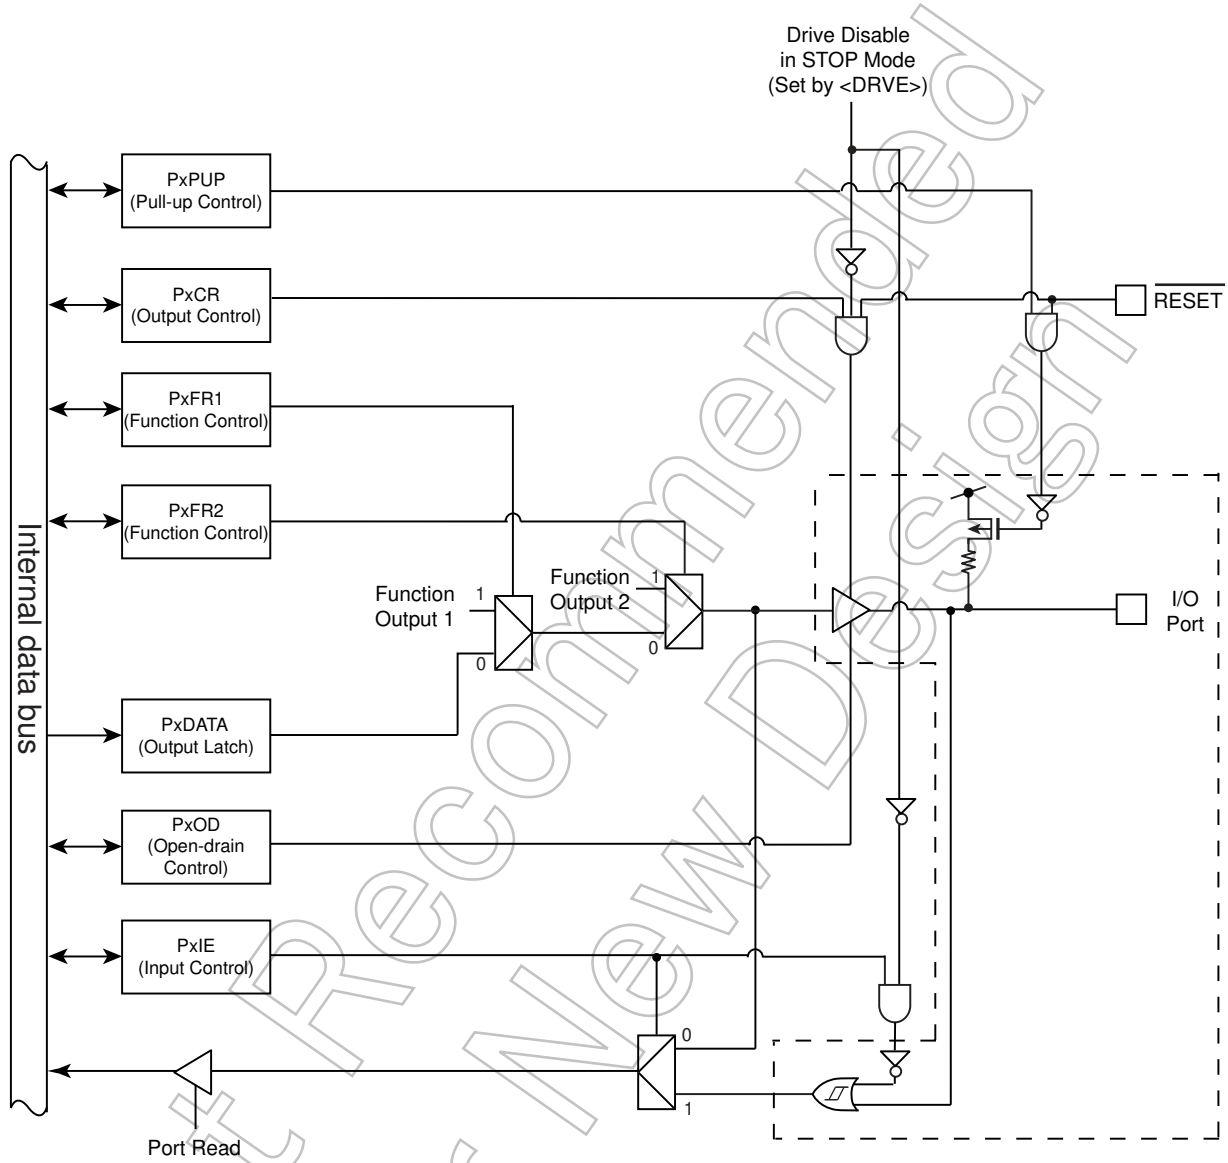 Drive Disable
in STOP Mode
(Set by <DRVE>)
PxPUP
(Pull-up Control)
PxCR
(Output Control)
RESET
PxFR1
(Function Control)
PxFR2
(Function Control)
Internal data bus
Function
Output 1
1
0
Function
Output 2
1
0
I/O
Port
PxDATA
(Output Latch)
PxOD
(Open-drain
Control)
PxIE
(Input Control)
0
1
Port Read
t Recommended
r New Design